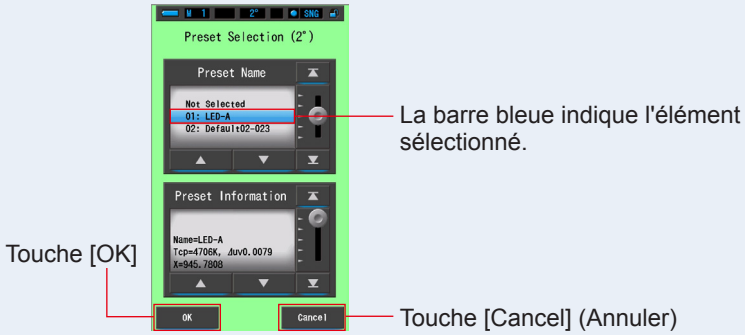 M 1 2° SNG
Preset Selection (2°)
Preset Name
Not Selected
01: LED-A
02: Default02-023
La barre bleue indique l'élément
sélectionné.
Preset Information
Name=LED-A
Tcp=4706K, Δuv0.0079
X=945.7808
Touche [OK]
OK
Cancel
Touche [Cancel] (Annuler)